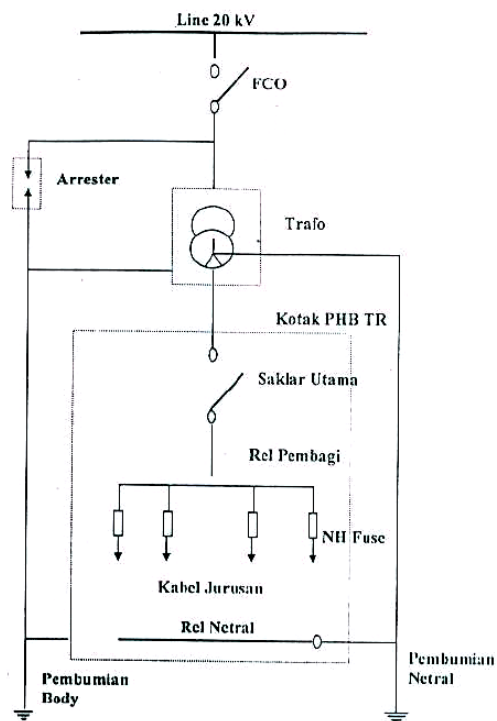 Line 20 kV
FCO
Arrester
Trafo
Kotak PHB TR
Saklar Utama
Rel Pembagi
NH Fuse
Kabel Jurusan
Rel Netral
Pembumian
Body
Pembumian
Netral